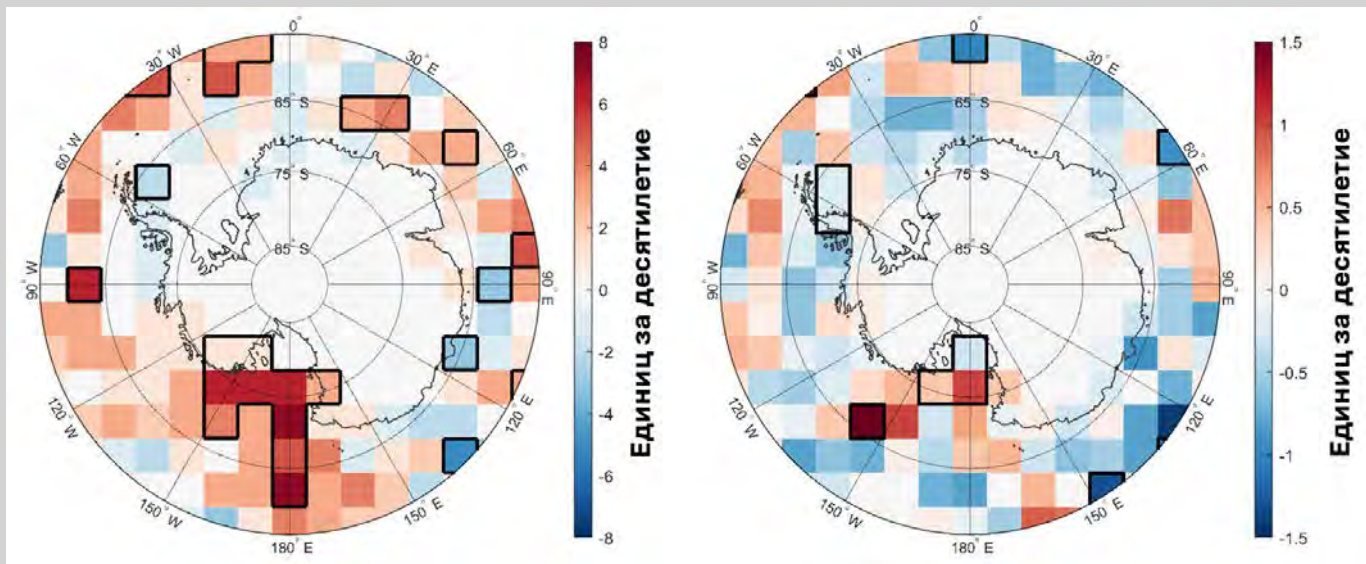 0°
30° W
30° E
60° W
60° E
65° S
75° S
85° S
90° W
90° E
120° W
120° E
150° W
150° E
180° E
8
6
4
2
0
-2
-4
-6
-8
Единиц за десятилетие
0°
30° W
30° E
60° W
60° E
65° S
75° S
85° S
90° W
90° E
120° W
120° E
150° W
150° E
180° E
1.5
1
0.5
0
-0.5
-1
-1.5
Единиц за десятилетие